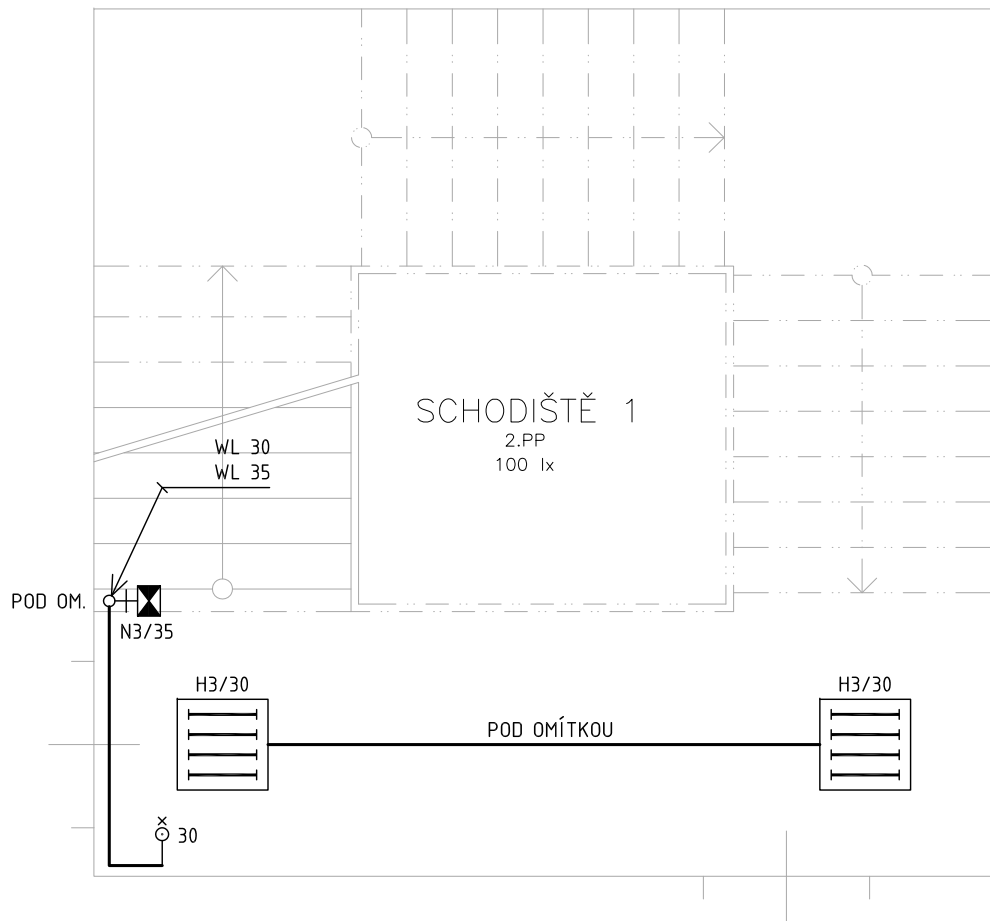 SCHODIŠTĚ 1
2.PP
100 lx
WL 30
WL 35
POD OM.
N3/35
H3/30
H3/30
POD OMÍTKOU
30